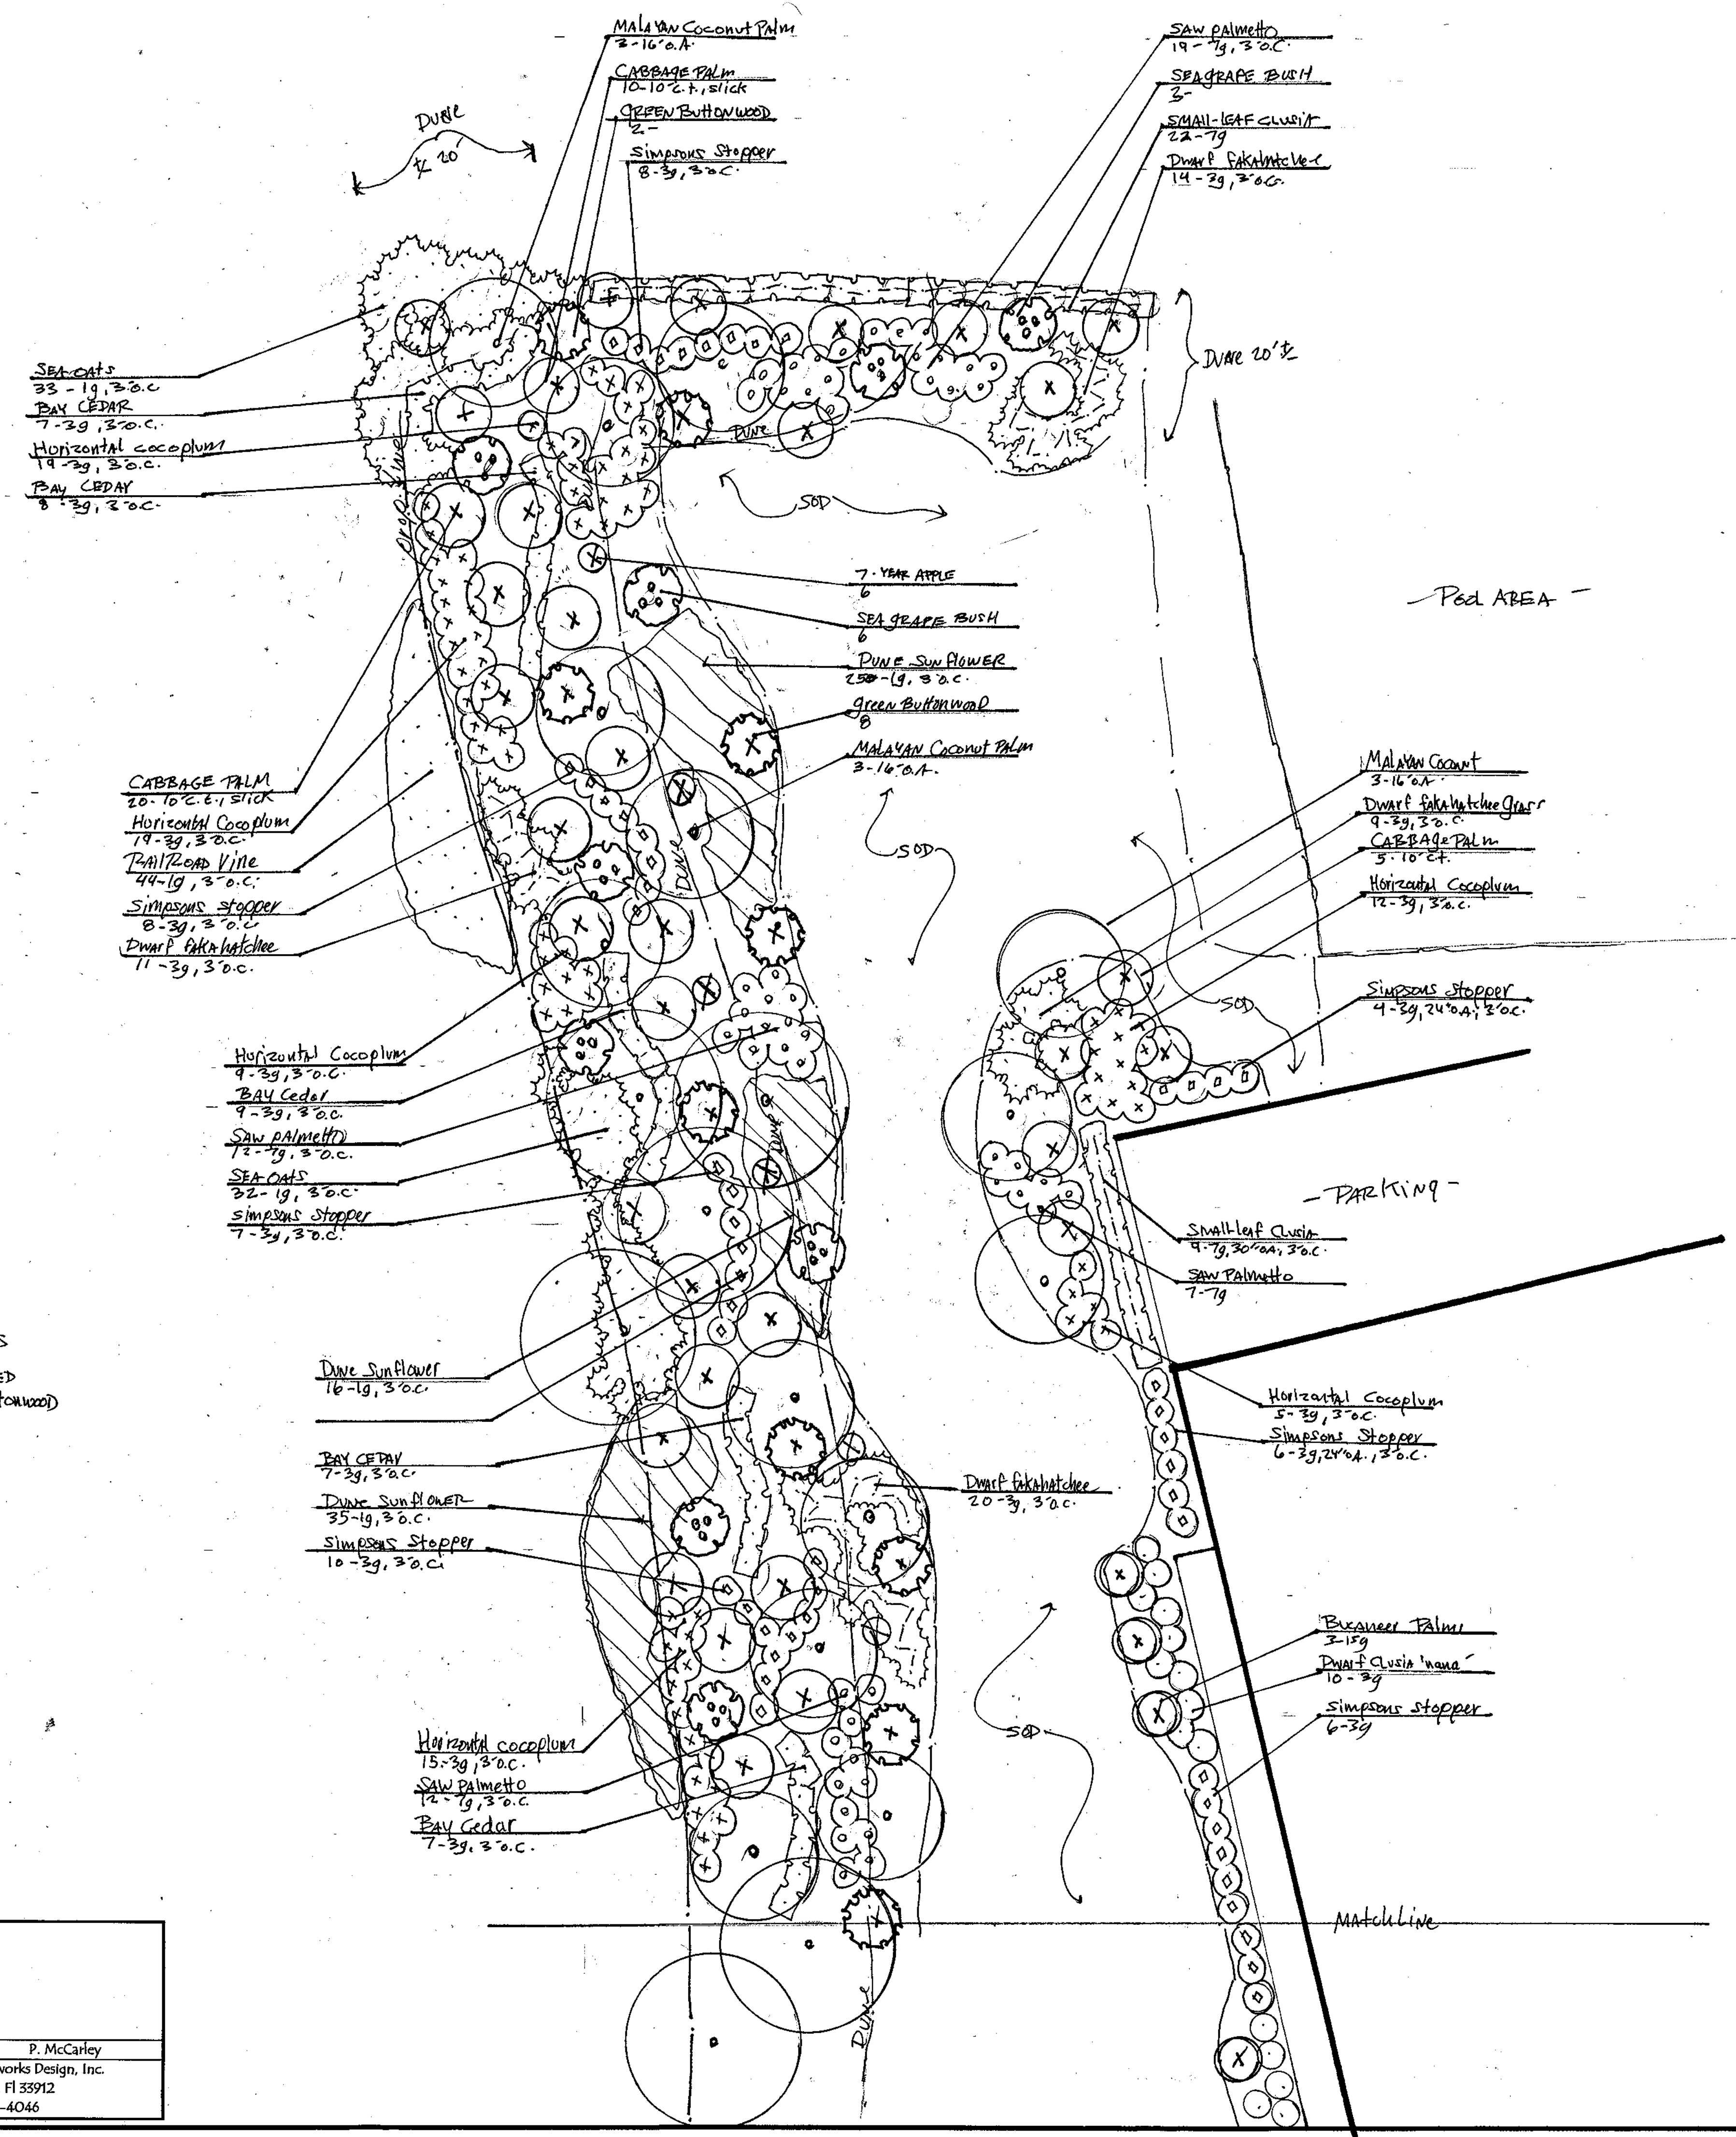 MALAYAN Coconut Palm
3-16' O.A.
CABBAGE PALM
10-10' c.t., slick
GREEN Buttonwood
2-
Simpsons Stopper
8-3g, 3' o.c.
SAW palmetto
19-7g, 3' o.c.
SEAGRAPE BUSH
3-
SMALL-LEAF CLUSIA
22-7g
Dwarf fakahatchee
14-3g, 3' o.c.
Dune
± 20'
Dune 20' ±
SEA OATS
33-1g, 3' o.c.
BAY CEDAR
7-3g, 3' o.c.
Horizontal cocoplum
19-3g, 3' o.c.
BAY CEDAR
8-3g, 3' o.c.
Drop line
Dune
SOD
7-YEAR APPLE
6
SEA GRAPE BUSH
6
DUNE SUNFLOWER
250-1g, 3' o.c.
green Buttonwood
8
MALAYAN Coconut PALM
3-16' O.A.
- Pool AREA -
CABBAGE PALM
20-10' c.t., slick
Horizontal Cocoplum
19-3g, 3' o.c.
RAILROAD Vine
44-1g, 3' o.c.
Simpsons stopper
8-3g, 3' o.c.
Dwarf fakahatchee
11-3g, 3' o.c.
Dune
SOD
MALAYAN Coconut
3-16' O.A.
Dwarf fakahatchee Grass
9-3g, 3' o.c.
CABBAGE PALM
5-10' c.t.
Horizontal Cocoplum
12-3g, 3' o.c.
SOD
Simpsons Stopper
4-3g, 24" O.A., 3' o.c.
Horizontal Cocoplum
9-3g, 3' o.c.
BAY Cedar
9-3g, 3' o.c.
SAW PALmetto
12-7g, 3' o.c.
SEA OATS
32-1g, 3' o.c.
Simpsons Stopper
7-3g, 3' o.c.
Dune
- PARKING -
Small-leaf Clusia
9-7g, 30" OA, 3' o.c.
SAW Palmetto
7-7g
Dune Sunflower
16-1g, 3' o.c.
S
ED
TONWOOD)
Horizontal Cocoplum
5-3g, 3' o.c.
Simpsons Stopper
6-3g, 24" O.A., 3' o.c.
BAY CEDAR
7-3g, 3' o.c.
Dune Sunflower
35-1g, 3' o.c.
Simpsons Stopper
10-3g, 3' o.c.
Dwarf fakahatchee
20-3g, 3' o.c.
Bucaneer Palms
3-15g
Dwarf Clusia 'nana'
10-3g
Simpsons stopper
6-3g
SOD
Horizontal cocoplum
15-3g, 3' o.c.
SAW PAlmetto
12-7g, 3' o.c.
BAY Cedar
7-3g, 3' o.c.
MAtchLine
Dune
P. McCarley
works Design, Inc.
Fl 33912
-4046